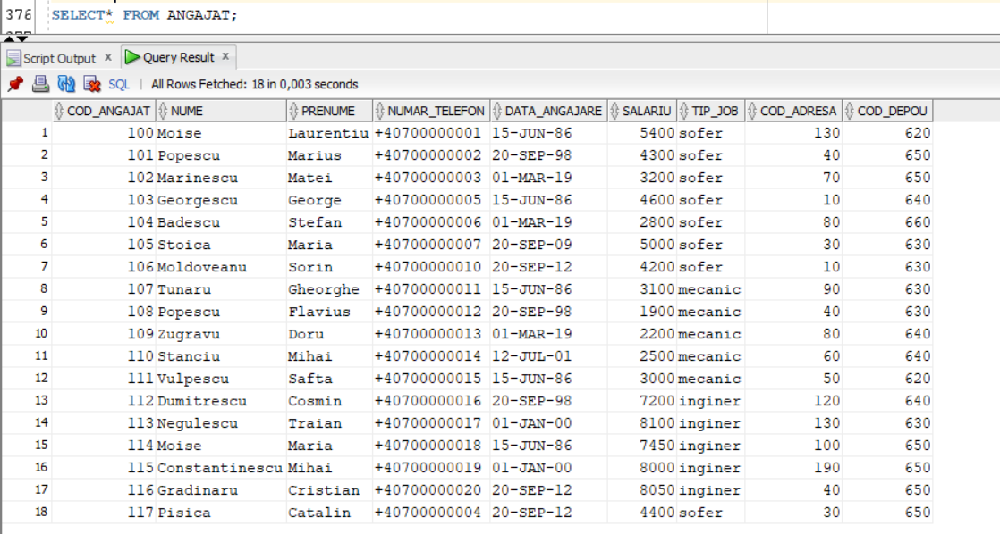 376 SELECT* FROM ANGAJAT;
Script Output x Query Result x
SQL | All Rows Fetched: 18 in 0,003 seconds
COD_ANGAJAT NUME PRENUME NUMAR_TELEFON DATA_ANGAJARE SALARIU TIP_JOB COD_ADRESA COD_DEPOU
1 100 Moise Laurentiu +40700000001 15-JUN-86 5400 sofer 130 620
2 101 Popescu Marius +40700000002 20-SEP-98 4300 sofer 40 650
3 102 Marinescu Matei +40700000003 01-MAR-19 3200 sofer 70 650
4 103 Georgescu George +40700000005 15-JUN-86 4600 sofer 10 640
5 104 Badescu Stefan +40700000006 01-MAR-19 2800 sofer 80 660
6 105 Stoica Maria +40700000007 20-SEP-09 5000 sofer 30 630
7 106 Moldoveanu Sorin +40700000010 20-SEP-12 4200 sofer 10 630
8 107 Tunaru Gheorghe +40700000011 15-JUN-86 3100 mecanic 90 630
9 108 Popescu Flavius +40700000012 20-SEP-98 1900 mecanic 40 630
10 109 Zugravu Doru +40700000013 01-MAR-19 2200 mecanic 80 640
11 110 Stanciu Mihai +40700000014 12-JUL-01 2500 mecanic 60 640
12 111 Vulpescu Safta +40700000015 15-JUN-86 3000 mecanic 50 620
13 112 Dumitrescu Cosmin +40700000016 20-SEP-98 7200 inginer 120 640
14 113 Negulescu Traian +40700000017 01-JAN-00 8100 inginer 130 630
15 114 Moise Maria +40700000018 15-JUN-86 7450 inginer 100 650
16 115 Constantinescu Mihai +40700000019 01-JAN-00 8000 inginer 190 650
17 116 Gradinaru Cristian +40700000020 20-SEP-12 8050 inginer 40 650
18 117 Pisica Catalin +40700000004 20-SEP-12 4400 sofer 30 650